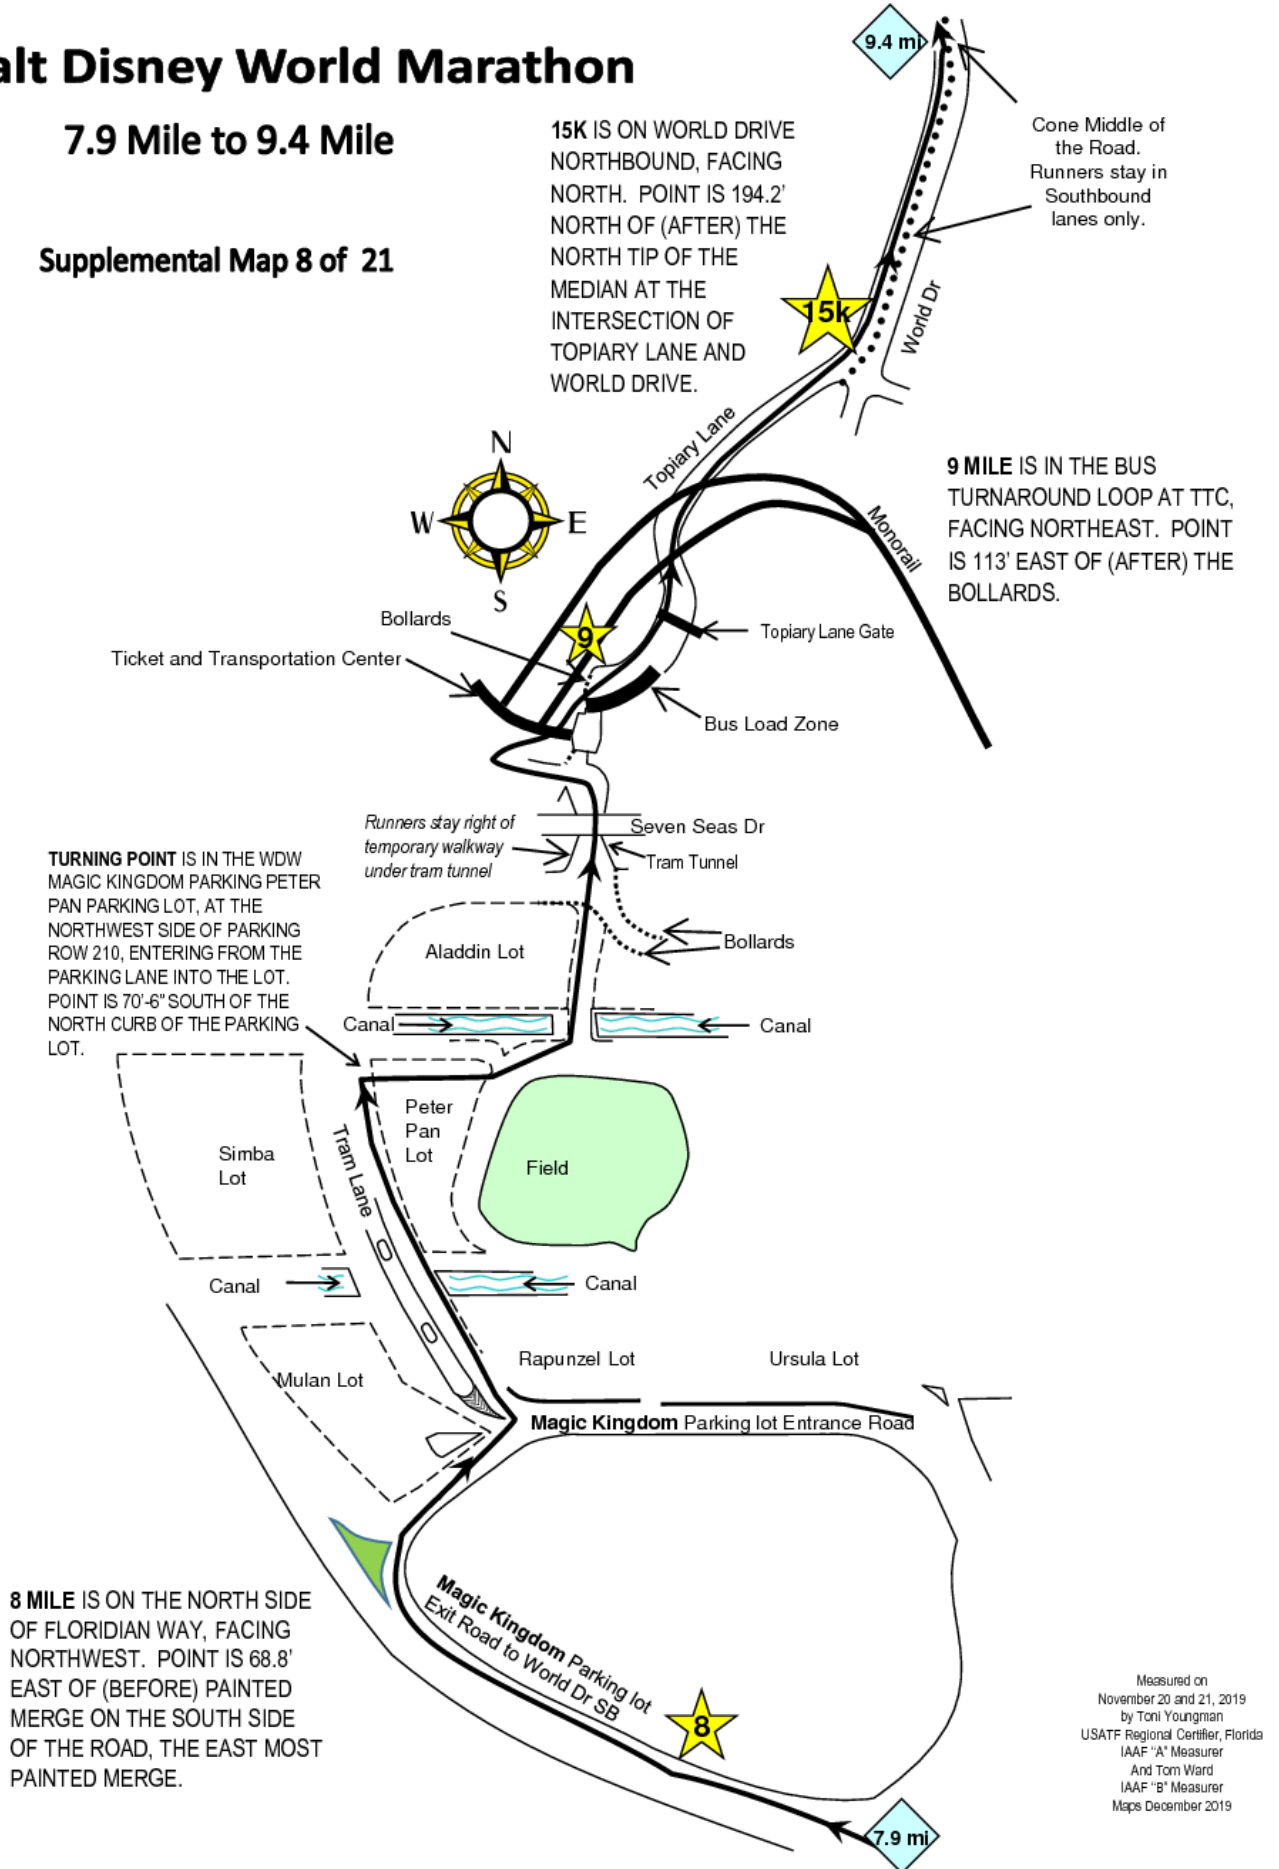 alt Disney World Marathon
7.9 Mile to 9.4 Mile
Supplemental Map 8 of 21
15K IS ON WORLD DRIVE
NORTHBOUND, FACING
NORTH. POINT IS 194.2'
NORTH OF (AFTER) THE
NORTH TIP OF THE
MEDIAN AT THE
INTERSECTION OF
TOPIARY LANE AND
WORLD DRIVE.
9.4 mi
Cone Middle of
the Road.
Runners stay in
Southbound
lanes only.
15k
World Dr
Topiary Lane
N
W
E
S
Monorail
9 MILE IS IN THE BUS
TURNAROUND LOOP AT TTC,
FACING NORTHEAST. POINT
IS 113' EAST OF (AFTER) THE
BOLLARDS.
Bollards
9
Topiary Lane Gate
Ticket and Transportation Center
Bus Load Zone
Runners stay right of
temporary walkway
under tram tunnel
Seven Seas Dr
Tram Tunnel
TURNING POINT IS IN THE WDW
MAGIC KINGDOM PARKING PETER
PAN PARKING LOT, AT THE
NORTHWEST SIDE OF PARKING
ROW 210, ENTERING FROM THE
PARKING LANE INTO THE LOT.
POINT IS 70'-6" SOUTH OF THE
NORTH CURB OF THE PARKING
LOT.
Aladdin Lot
Bollards
Canal
Canal
Peter
Pan
Lot
Simba
Lot
Tram Lane
Field
Canal
Canal
Mulan Lot
Rapunzel Lot
Ursula Lot
Magic Kingdom Parking lot Entrance Road
Magic Kingdom Parking lot
Exit Road to World Dr SB
8 MILE IS ON THE NORTH SIDE
OF FLORIDIAN WAY, FACING
NORTHWEST. POINT IS 68.8'
EAST OF (BEFORE) PAINTED
MERGE ON THE SOUTH SIDE
OF THE ROAD, THE EAST MOST
PAINTED MERGE.
8
7.9 mi
Measured on
November 20 and 21, 2019
by Toni Youngman
USATF Regional Certifier, Florida
IAAF "A" Measurer
And Tom Ward
IAAF "B" Measurer
Maps December 2019